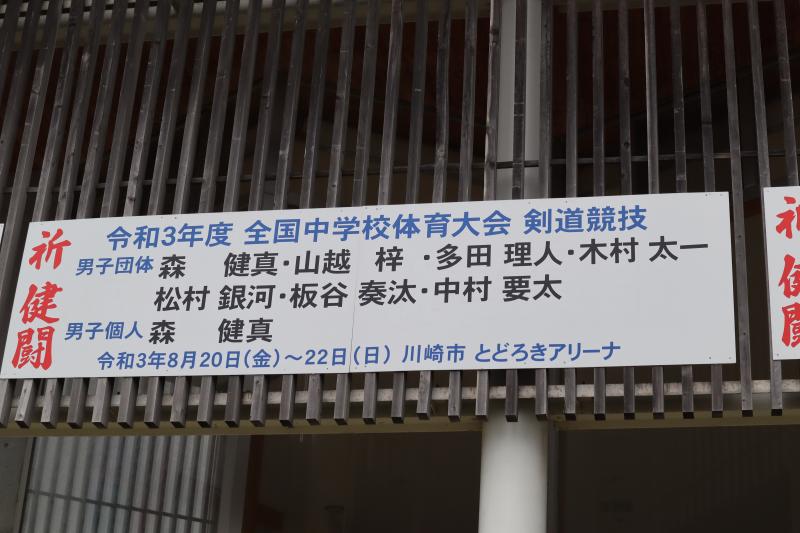 祈健闘
令和3年度 全国中学校体育大会 剣道競技
男子団体 森 健真・山越 梓・多田 理人・木村 太一
松村 銀河・板谷 奏汰・中村 要太
男子個人 森 健真
令和3年8月20日(金)～22日(日) 川崎市 とどろきアリーナ
祈健闘